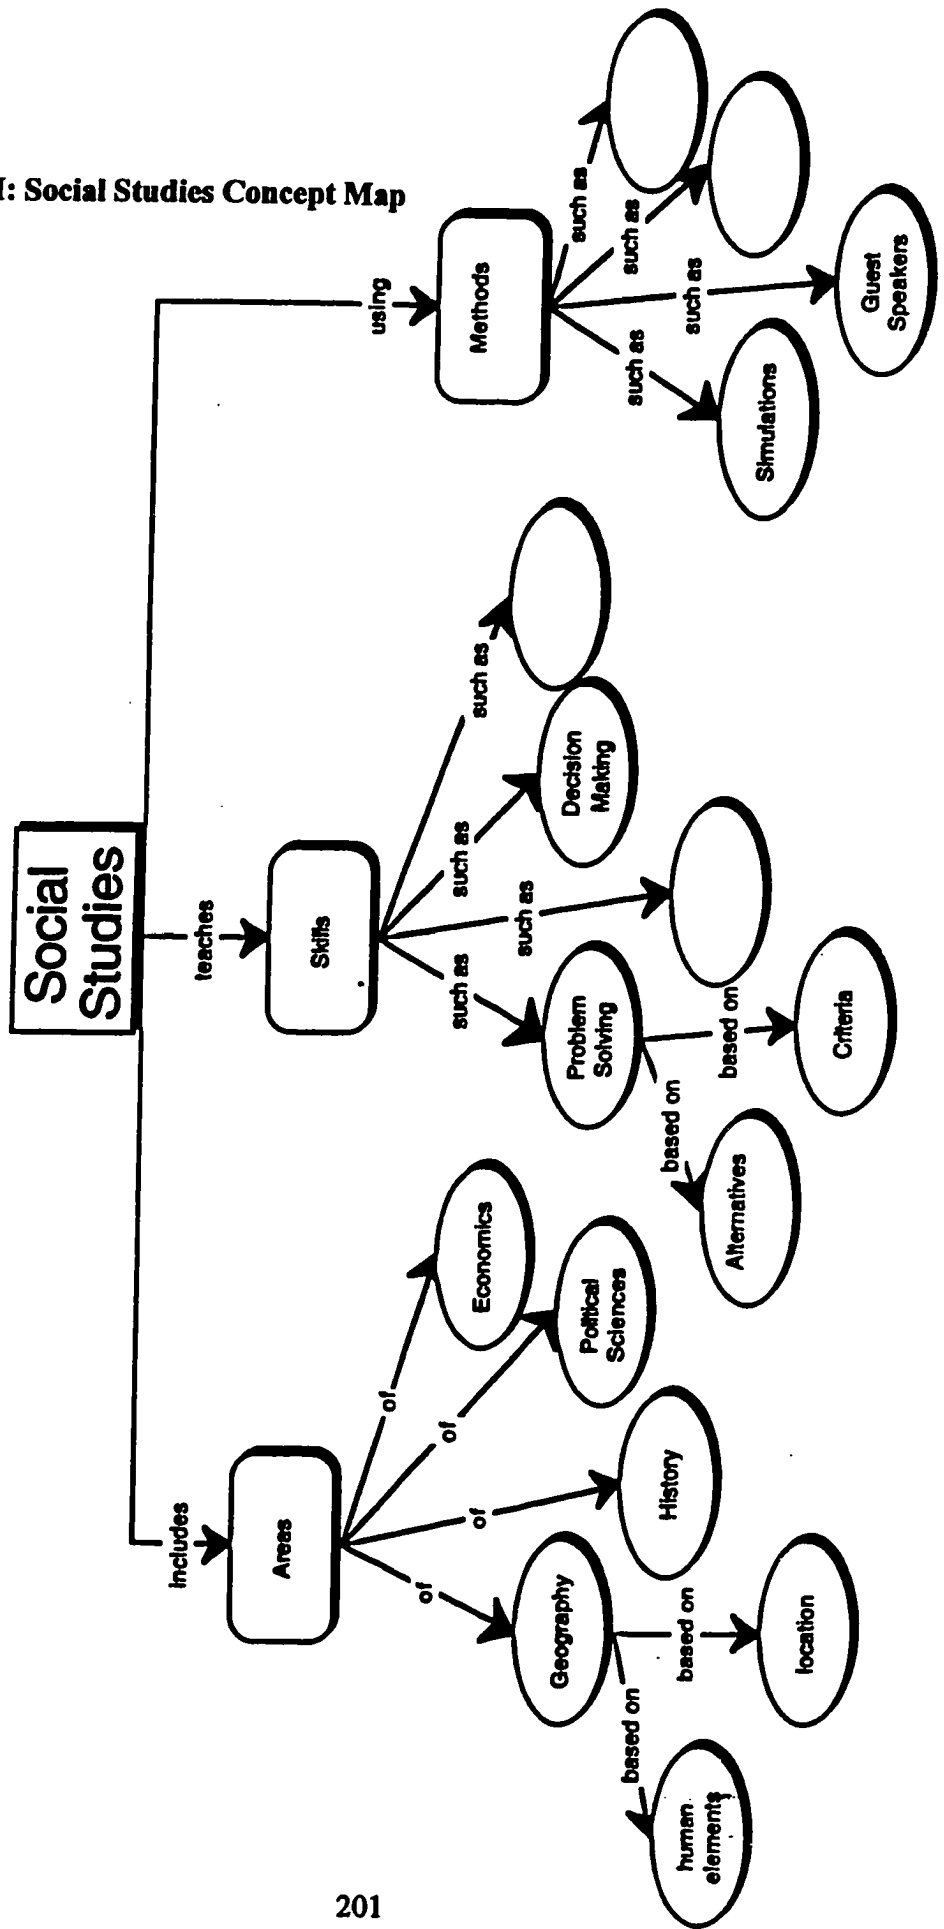 I: Social Studies Concept Map
Social
Studies
includes
teaches
using
Areas
Skills
Methods
of
of
of
of
such as
such as
such as
such as
such as
such as
such as
such as
Geography
History
Political
Sciences
Economics
Problem
Solving
Decision
Making
Simulations
Guest
Speakers
based on
based on
based on
based on
human
elements
location
Alternatives
Criteria
201